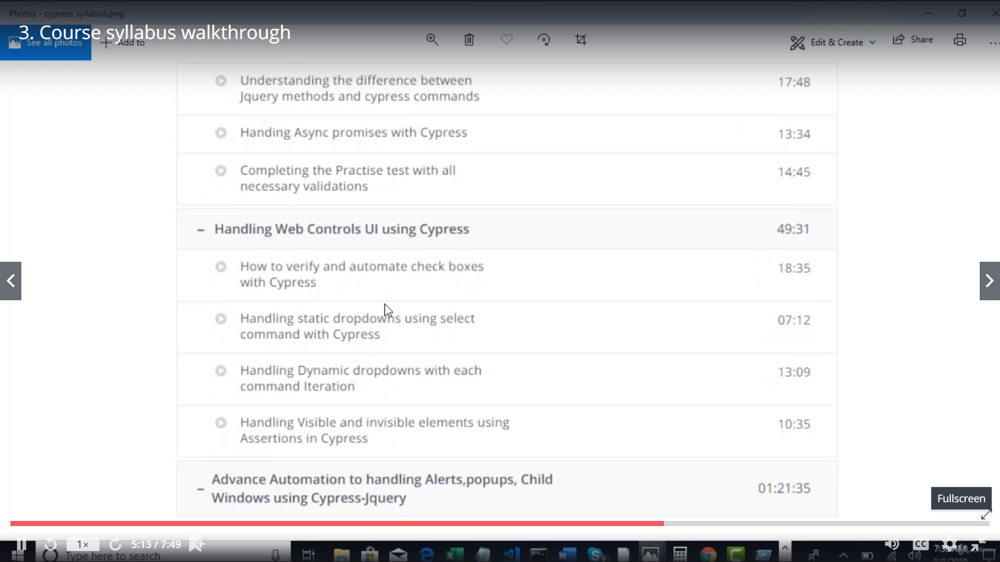 Photos - cypress syllabus.png
3. Course syllabus walkthrough
See all photos
Add to
Edit & Create
Share
Understanding the difference between
Jquery methods and cypress commands
17:48
Handing Async promises with Cypress
13:34
Completing the Practise test with all
necessary validations
14:45
Handling Web Controls UI using Cypress
49:31
How to verify and automate check boxes
with Cypress
18:35
Handling static dropdowns using select
command with Cypress
07:12
Handling Dynamic dropdowns with each
command Iteration
13:09
Handling Visible and invisible elements using
Assertions in Cypress
10:35
Advance Automation to handling Alerts,popups, Child
Windows using Cypress-Jquery
01:21:35
Fullscreen
1×
5:13 / 7:49
CC
Type here to search